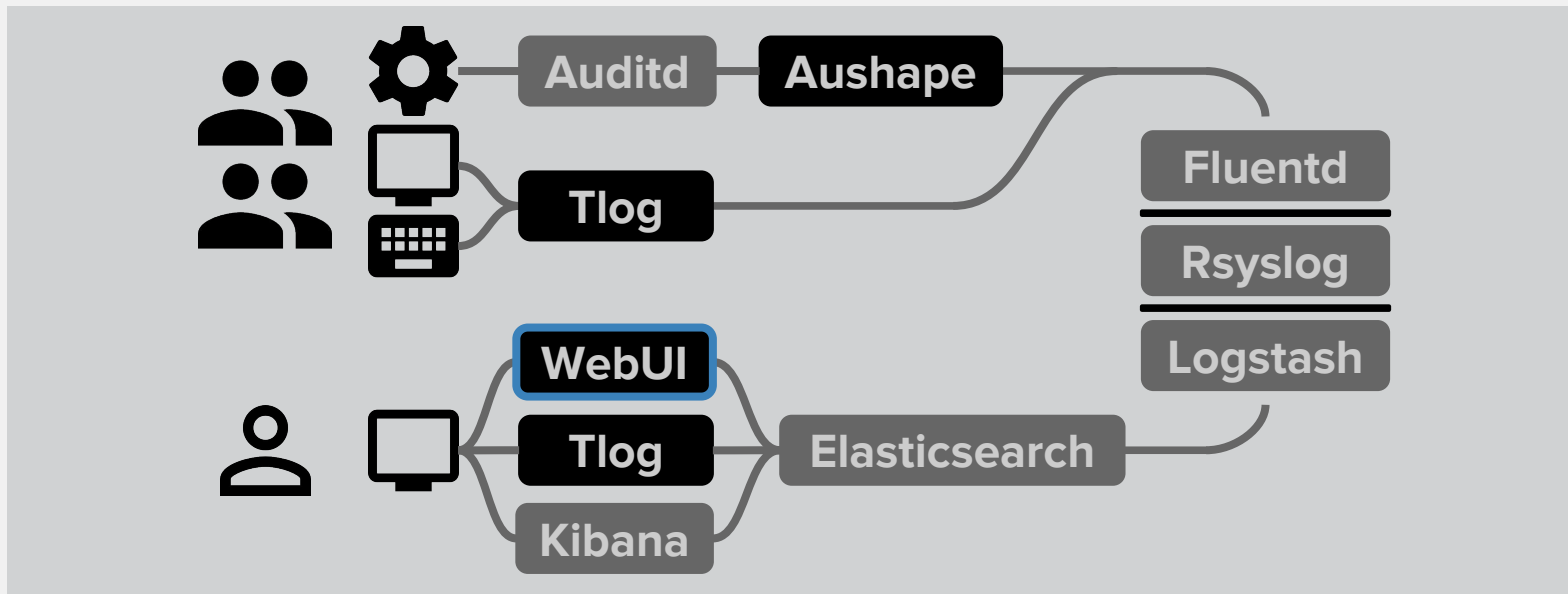 Auditd
Aushape
Fluentd
Tlog
Rsyslog
WebUI
Logstash
Tlog
Elasticsearch
Kibana